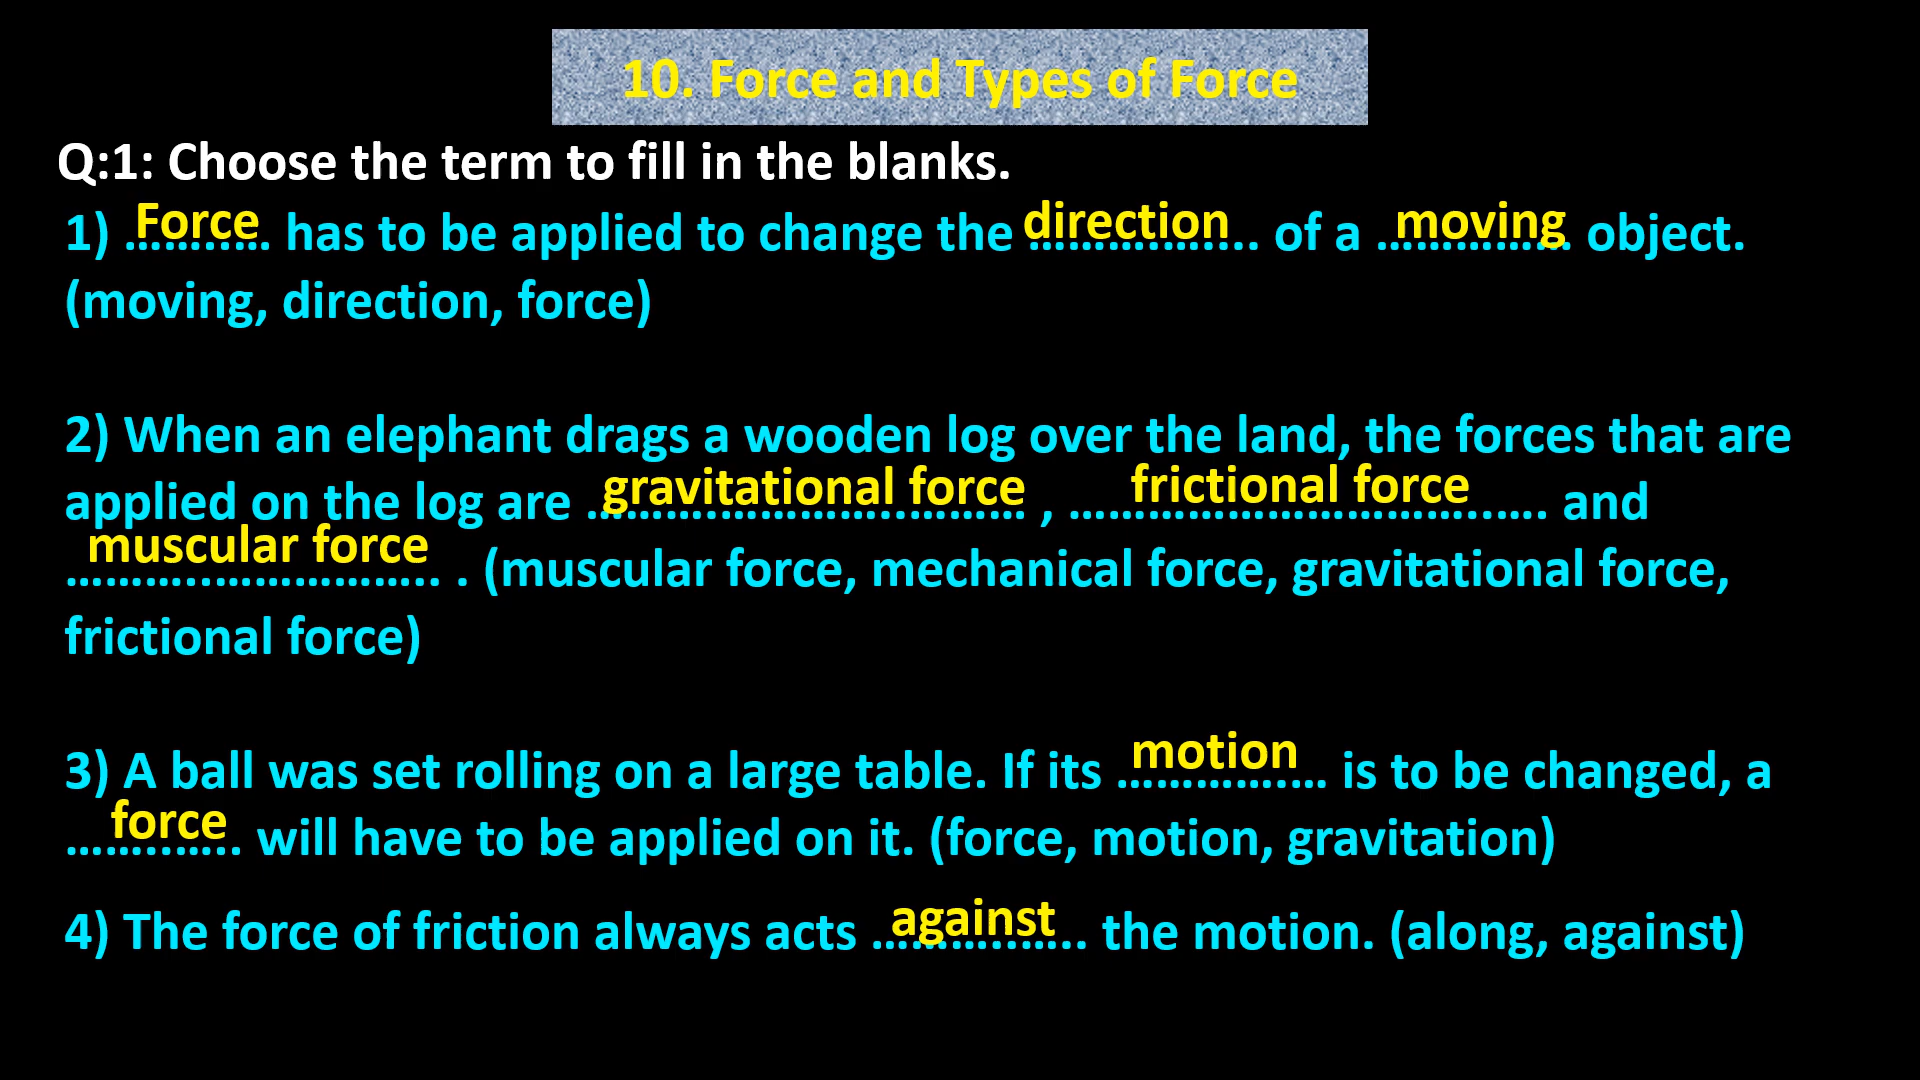 10. Force and Types of Force
Q:1: Choose the term to fill in the blanks.
1) Force has to be applied to change the direction of a moving object.
(moving, direction, force)
2) When an elephant drags a wooden log over the land, the forces that are
applied on the log are gravitational force , frictional force and
muscular force . (muscular force, mechanical force, gravitational force,
frictional force)
3) A ball was set rolling on a large table. If its motion is to be changed, a
force will have to be applied on it. (force, motion, gravitation)
4) The force of friction always acts against the motion. (along, against)